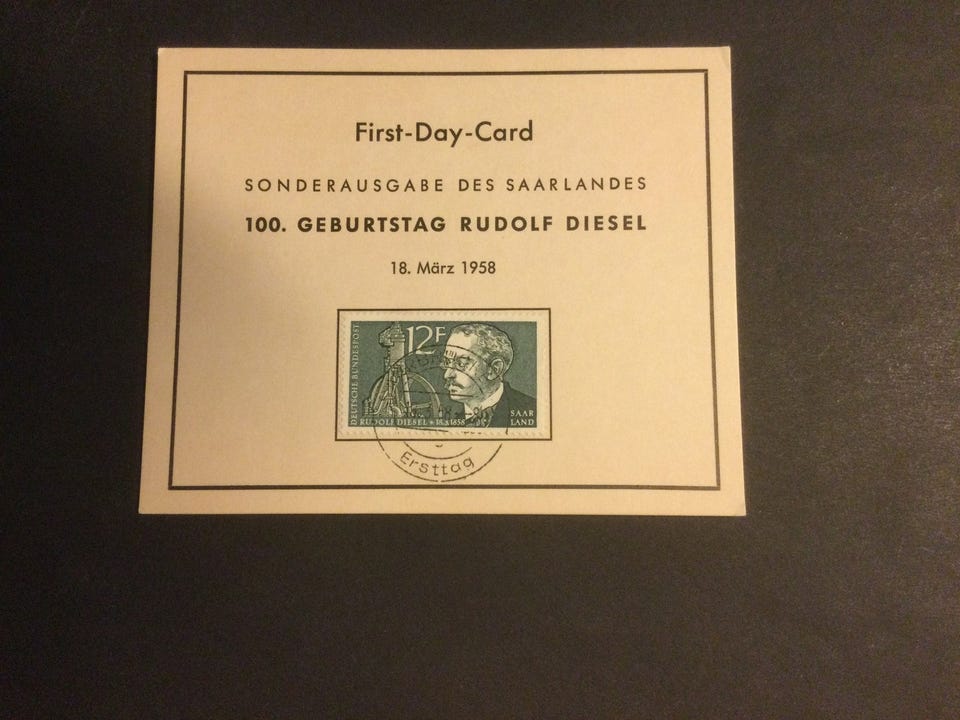 First-Day-Card
SONDERAUSGABE DES SAARLANDES
100. GEBURTSTAG RUDOLF DIESEL
18. März 1958
12F
DEUTSCHE BUNDESPOST
SAAR
LAND
RUDOLF DIESEL
Ersttag